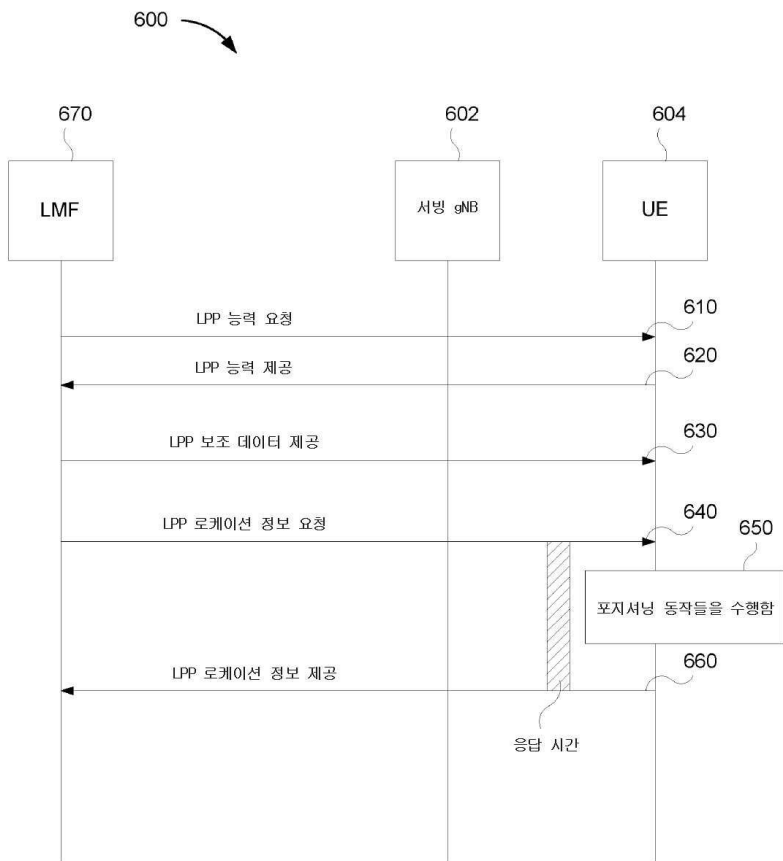 600
670
602
604
LMF
서빙 gNB
UE
LPP 능력 요청
610
LPP 능력 제공
620
LPP 보조 데이터 제공
630
LPP 로케이션 정보 요청
640
650
포지셔닝 동작들을 수행함
LPP 로케이션 정보 제공
660
응답 시간